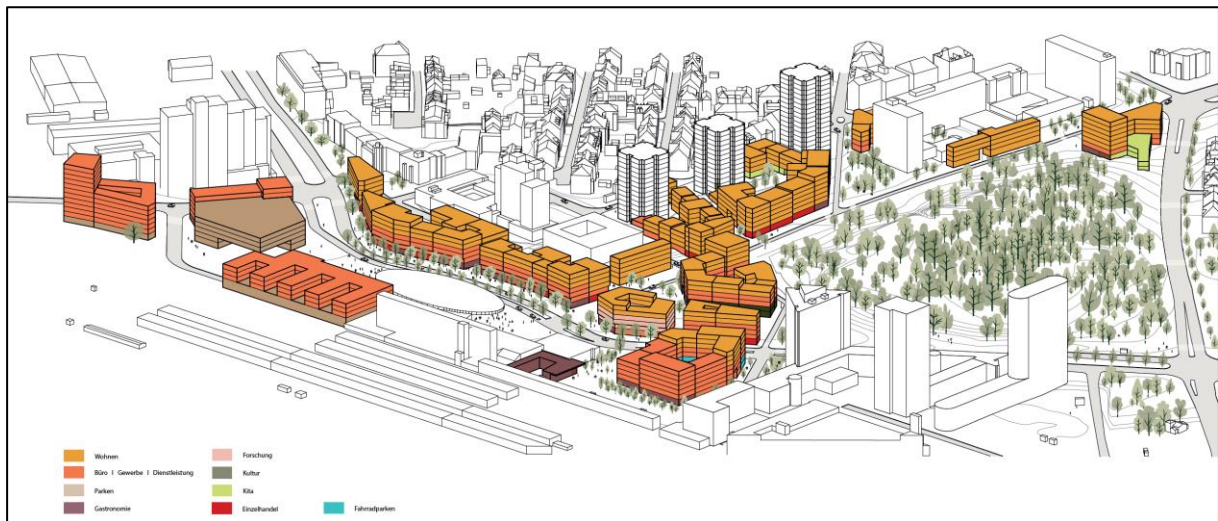 Wohnen
Büro I Gewerbe I Dienstleistung
Parken
Gastronomie
Forschung
Kultur
Kita
Einzelhandel
Fahrradparken